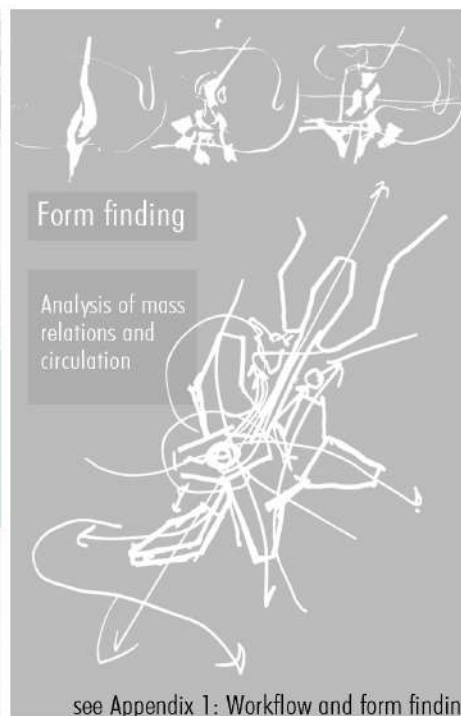 Form finding
Analysis of mass
relations and
circulation
see Appendix 1: Workflow and form findin